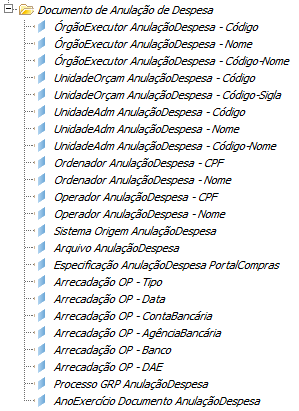 Documento de Anulação de Despesa
ÓrgãoExecutor AnulaçãoDespesa - Código
ÓrgãoExecutor AnulaçãoDespesa - Nome
ÓrgãoExecutor AnulaçãoDespesa - Código-Nome
UnidadeOrçam AnulaçãoDespesa - Código
UnidadeOrçam AnulaçãoDespesa - Código-Sigla
UnidadeAdm AnulaçãoDespesa - Código
UnidadeAdm AnulaçãoDespesa - Nome
UnidadeAdm AnulaçãoDespesa - Código-Nome
Ordenador AnulaçãoDespesa - CPF
Ordenador AnulaçãoDespesa - Nome
Operador AnulaçãoDespesa - CPF
Operador AnulaçãoDespesa - Nome
Sistema Origem AnulaçãoDespesa
Arquivo AnulaçãoDespesa
Especificação AnulaçãoDespesa PortalCompras
Arrecadação OP - Tipo
Arrecadação OP - Data
Arrecadação OP - ContaBancária
Arrecadação OP - AgênciaBancária
Arrecadação OP - Banco
Arrecadação OP - DAE
Processo GRP AnulaçãoDespesa
AnoExercício Documento AnulaçãoDespesa